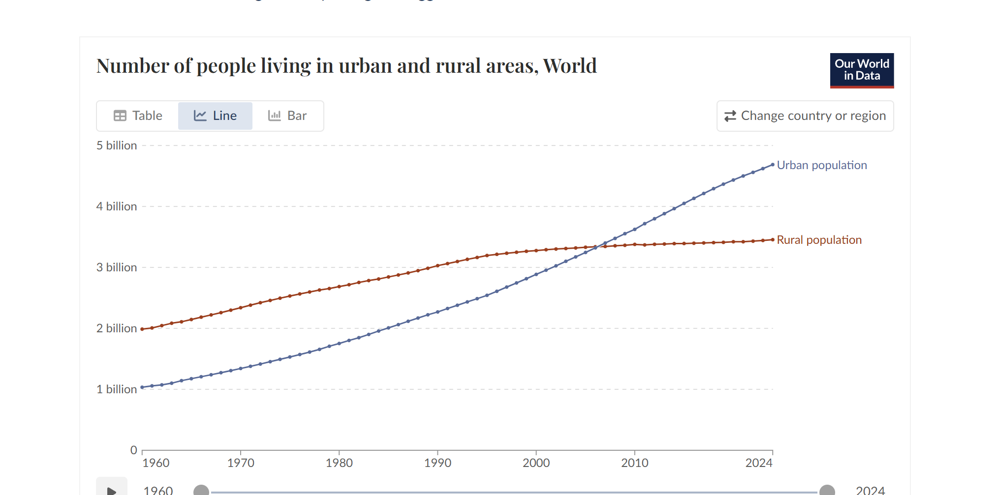 Number of people living in urban and rural areas, World
Our World
in Data
Table
Line
Bar
Change country or region
5 billion
Urban population
4 billion
Rural population
3 billion
2 billion
1 billion
0
1960
1970
1980
1990
2000
2010
2024
1960
2024